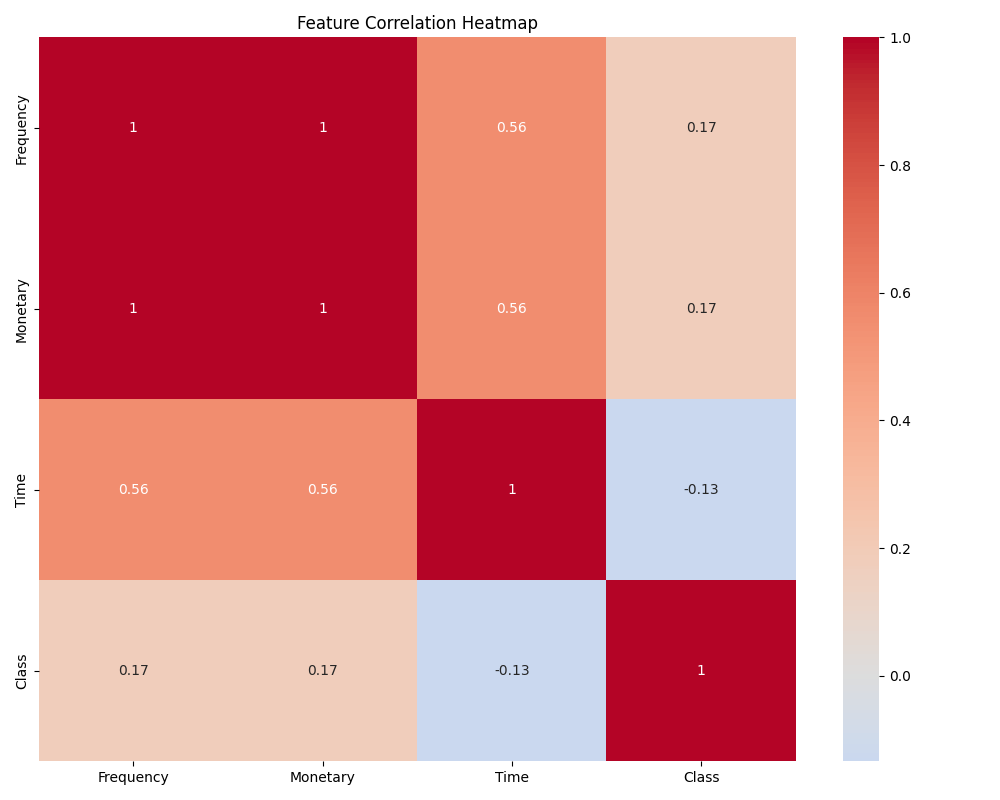 Feature Correlation Heatmap
Frequency 1 1 0.56 0.17
Monetary 1 1 0.56 0.17
Time 0.56 0.56 1 -0.13
Class 0.17 0.17 -0.13 1
Frequency Monetary Time Class
1.0
0.8
0.6
0.4
0.2
0.0